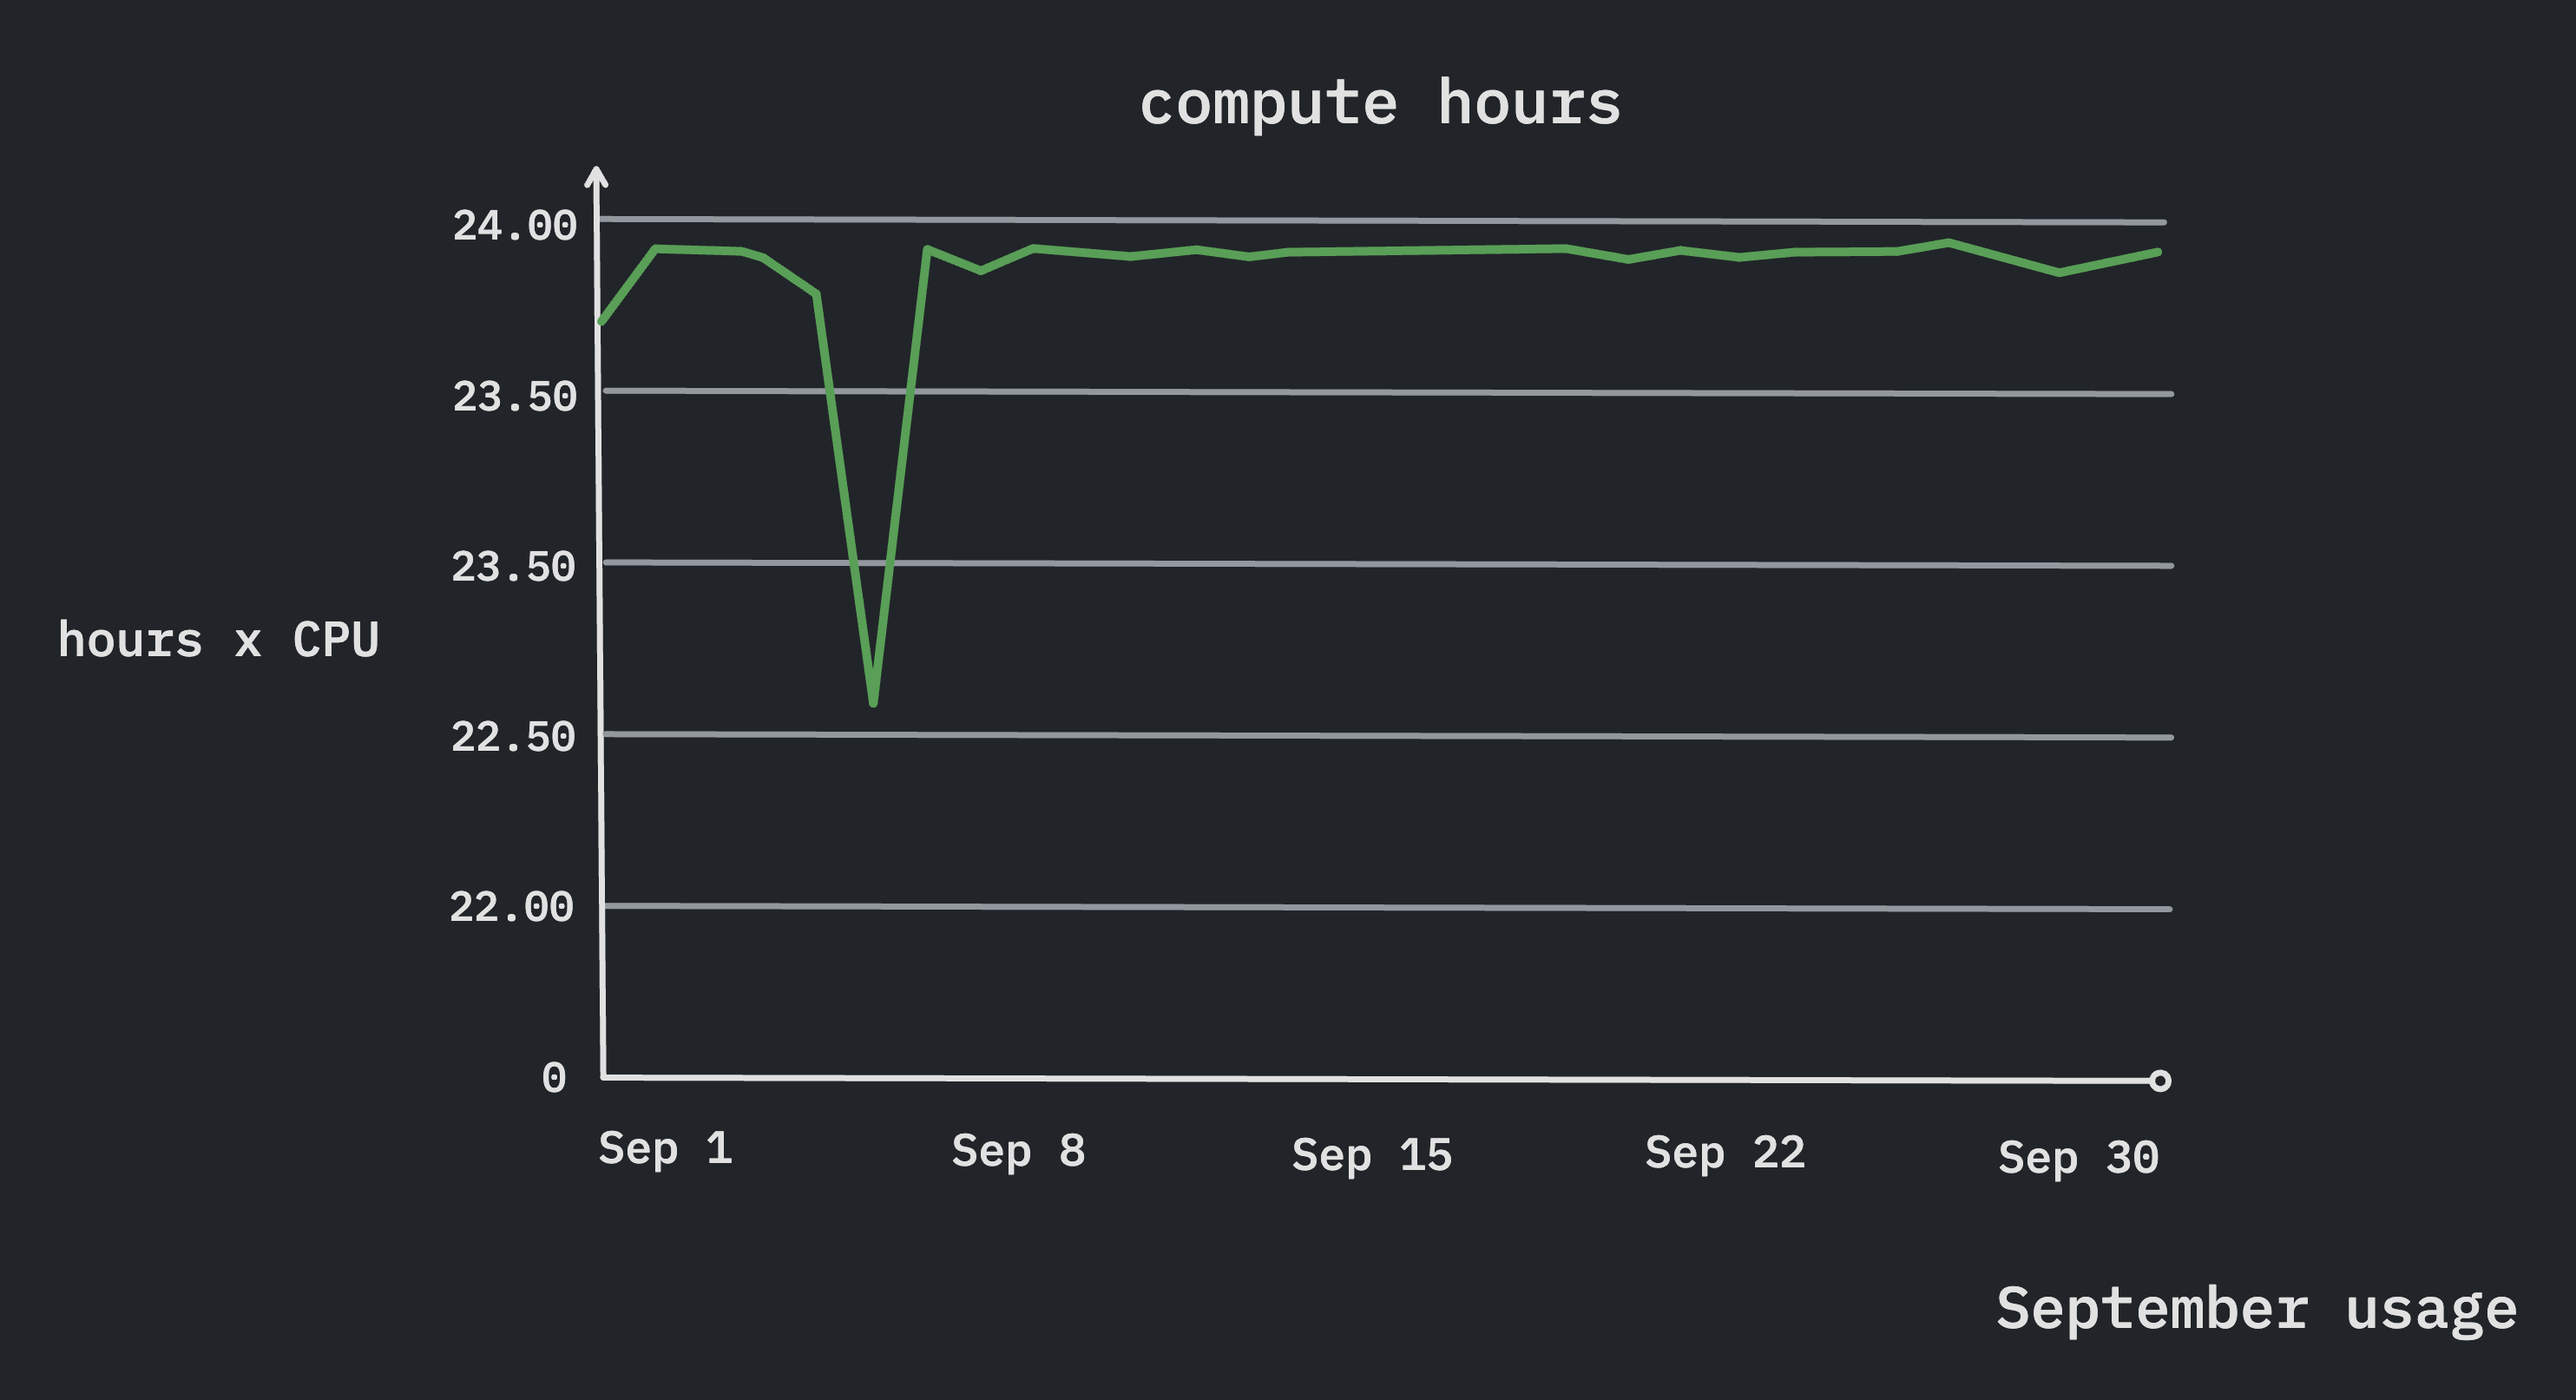 compute hours
24.00
23.50
23.50
hours x CPU
22.50
22.00
0
Sep 1 Sep 8 Sep 15 Sep 22 Sep 30
September usage